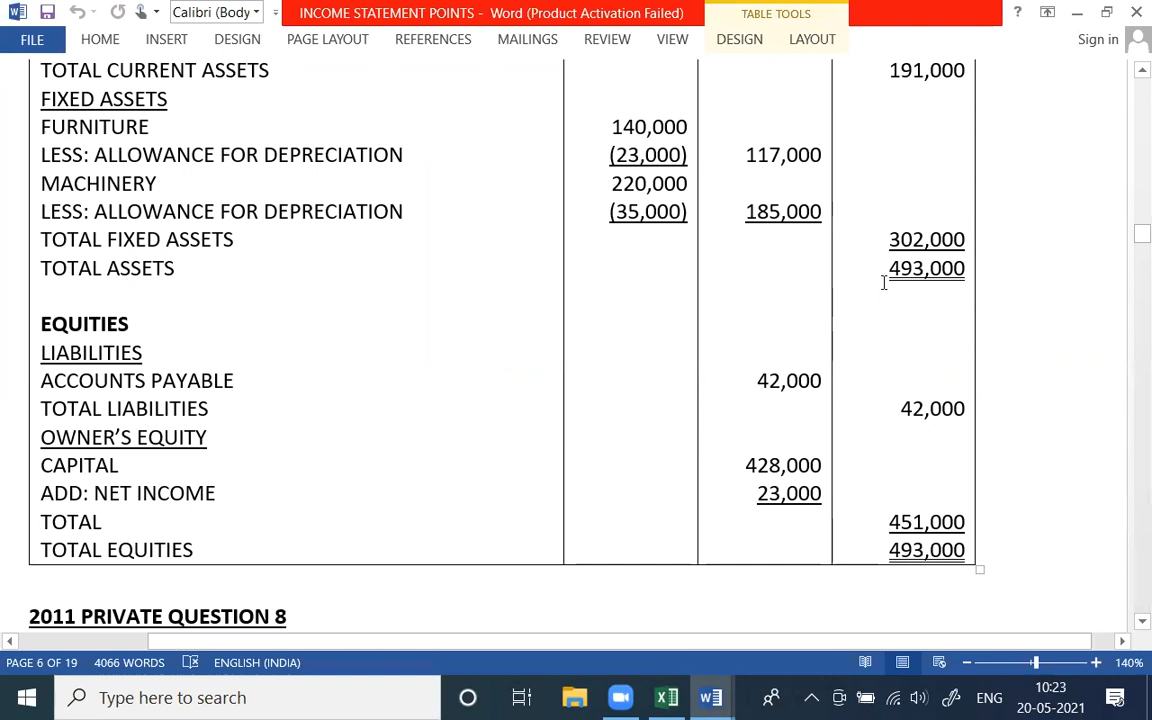 Calibri (Body
INCOME STATEMENT POINTS - Word (Product Activation Failed)
TABLE TOOLS
?
FILE HOME INSERT DESIGN PAGE LAYOUT REFERENCES MAILINGS REVIEW VIEW DESIGN LAYOUT Sign in
TOTAL CURRENT ASSETS 191,000
FIXED ASSETS
FURNITURE 140,000
LESS: ALLOWANCE FOR DEPRECIATION (23,000) 117,000
MACHINERY 220,000
LESS: ALLOWANCE FOR DEPRECIATION (35,000) 185,000
TOTAL FIXED ASSETS 302,000
TOTAL ASSETS 493,000
EQUITIES
LIABILITIES
ACCOUNTS PAYABLE 42,000
TOTAL LIABILITIES 42,000
OWNER’S EQUITY
CAPITAL 428,000
ADD: NET INCOME 23,000
TOTAL 451,000
TOTAL EQUITIES 493,000
2011 PRIVATE QUESTION 8
PAGE 6 OF 19 4066 WORDS ENGLISH (INDIA) 140%
Type here to search
ENG
10:23
20-05-2021